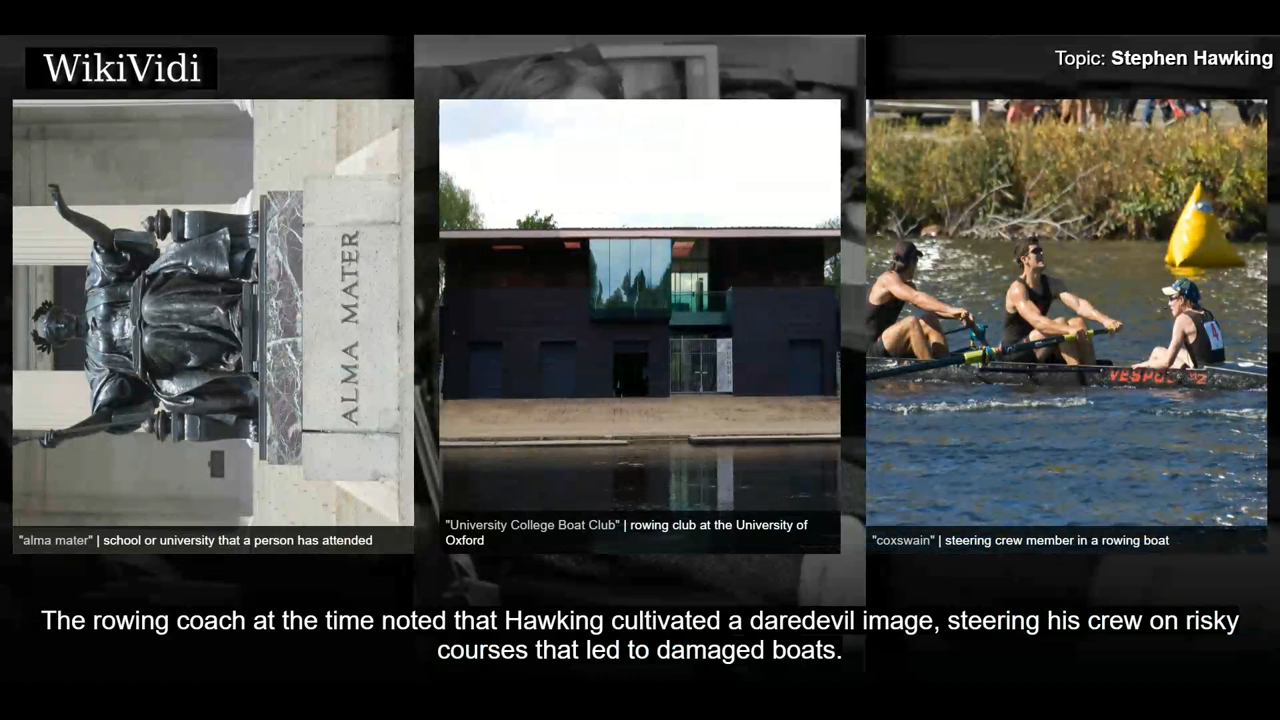 WikiVidi
Topic: Stephen Hawking
ALMA MATER
4
"alma mater" | school or university that a person has attended
"University College Boat Club" | rowing club at the University of
Oxford
"coxswain" | steering crew member in a rowing boat
The rowing coach at the time noted that Hawking cultivated a daredevil image, steering his crew on risky
courses that led to damaged boats.